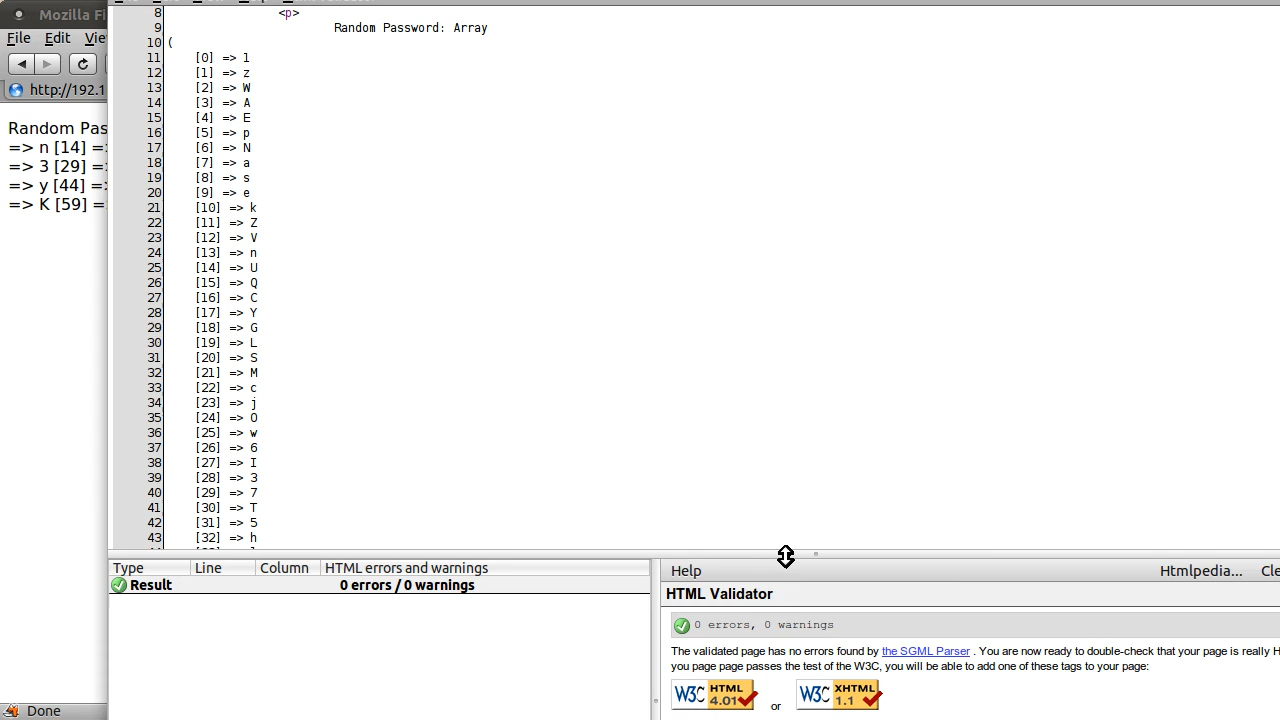 Mozilla Fi
File Edit Vie
http://192.1
Random Pas
=> n [14] =>
=> 3 [29] =>
=> y [44] =>
=> K [59] =>
Done
8 <p>
9 Random Password: Array
10 (
11 [0] => l
12 [1] => z
13 [2] => W
14 [3] => A
15 [4] => E
16 [5] => p
17 [6] => N
18 [7] => a
19 [8] => s
20 [9] => e
21 [10] => k
22 [11] => Z
23 [12] => V
24 [13] => n
25 [14] => U
26 [15] => Q
27 [16] => C
28 [17] => Y
29 [18] => G
30 [19] => L
31 [20] => S
32 [21] => M
33 [22] => c
34 [23] => j
35 [24] => O
36 [25] => w
37 [26] => 6
38 [27] => I
39 [28] => 3
40 [29] => 7
41 [30] => T
42 [31] => 5
43 [32] => h
Type Line Column HTML errors and warnings
Result 0 errors / 0 warnings
Help Htmlpedia... Cle
HTML Validator
0 errors, 0 warnings
The validated page has no errors found by the SGML Parser . You are now ready to double-check that your page is really H
you page page passes the test of the W3C, you will be able to add one of these tags to your page:
W3C HTML 4.01 or W3C XHTML 1.1